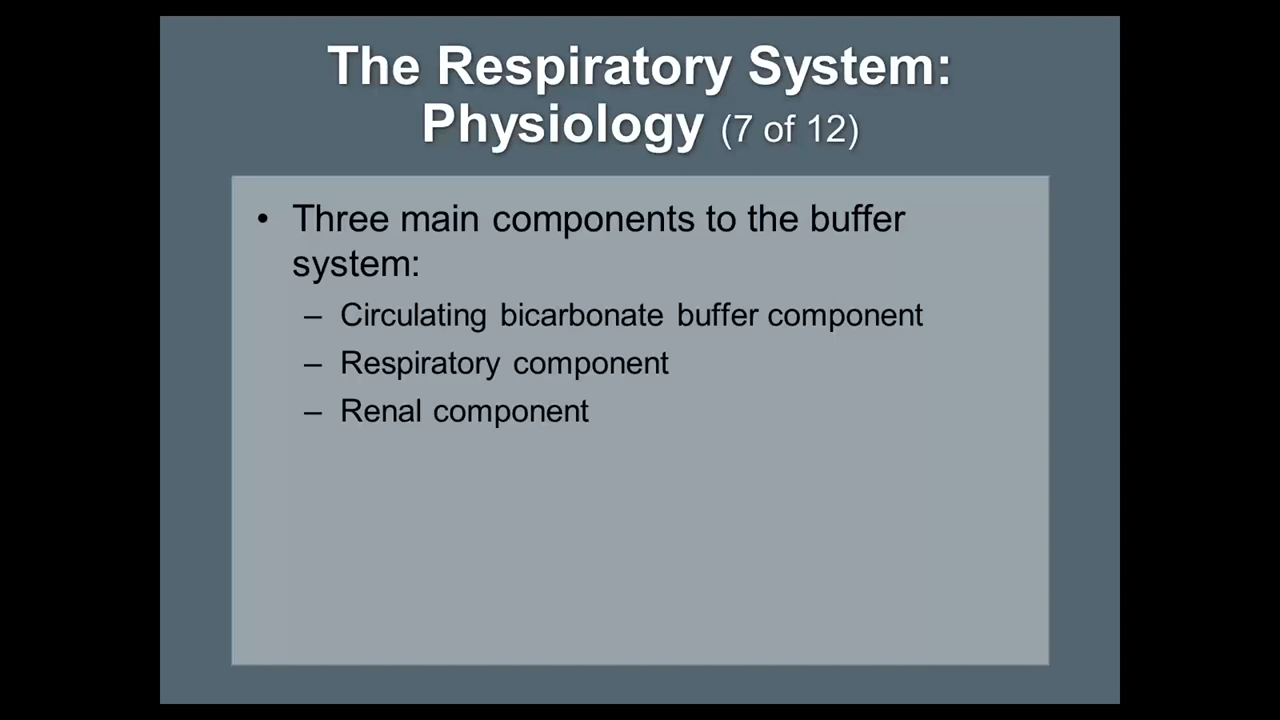 The Respiratory System:
Physiology (7 of 12)
• Three main components to the buffer
system:
– Circulating bicarbonate buffer component
– Respiratory component
– Renal component